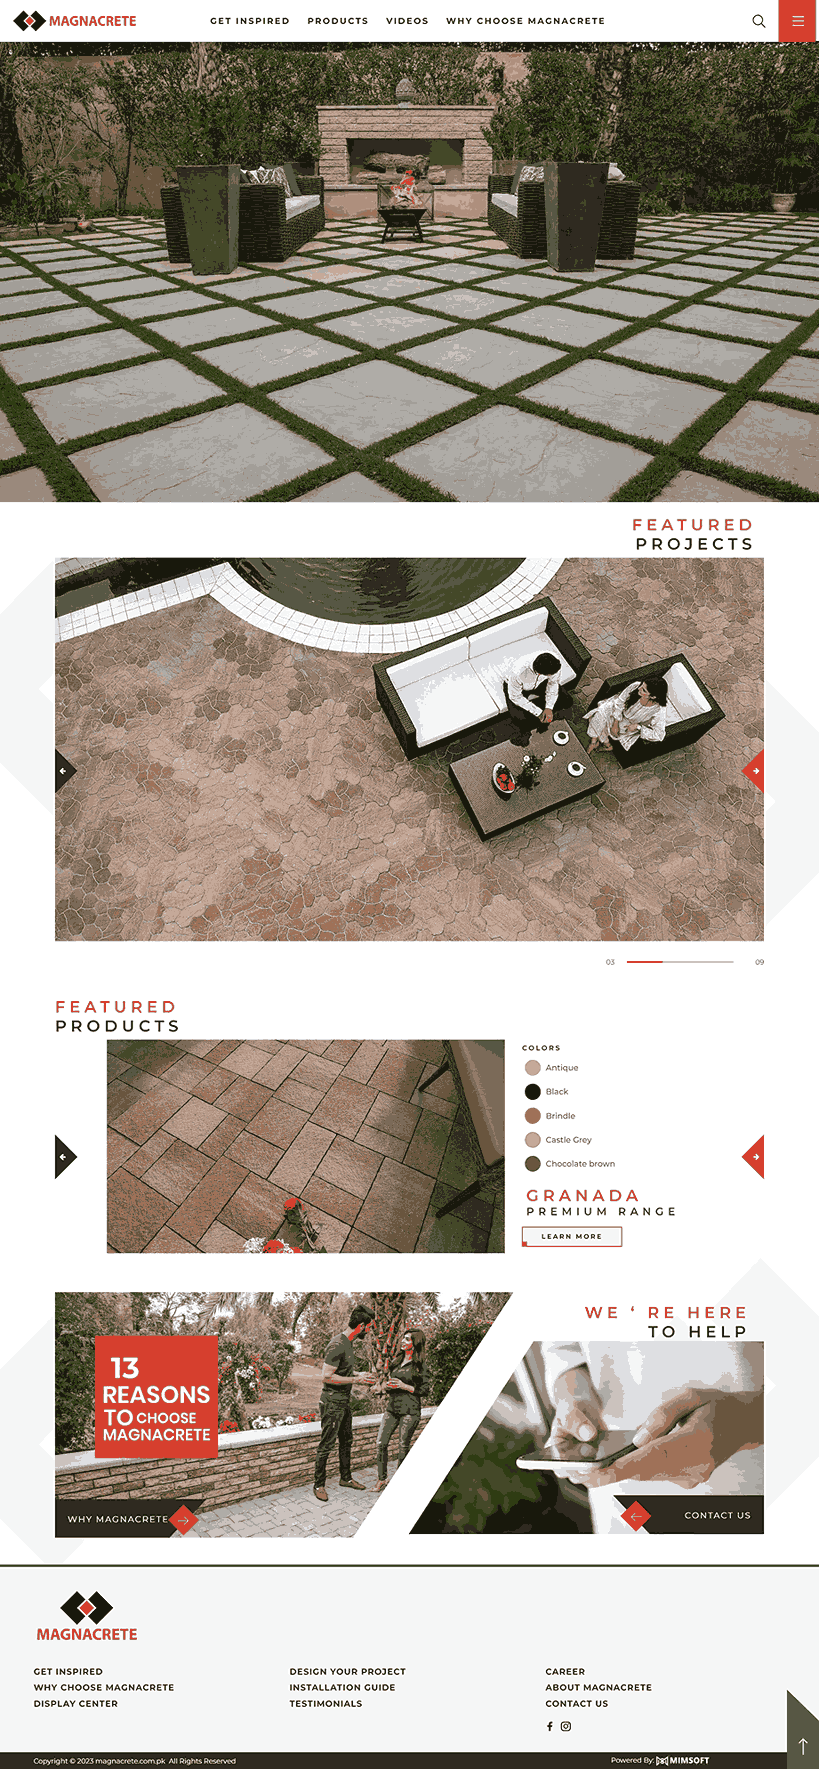 MAGNACRETE
GET INSPIRED PRODUCTS VIDEOS WHY CHOOSE MAGNACRETE
FEATURED
PROJECTS
03 09
FEATURED
PRODUCTS
COLORS
Antique
Black
Brindle
Castle Grey
Chocolate brown
GRANADA
PREMIUM RANGE
LEARN MORE
13
REASONS
TO CHOOSE
MAGNACRETE
WHY MAGNACRETE
WE ‘ RE HERE
TO HELP
CONTACT US
MAGNACRETE
GET INSPIRED
WHY CHOOSE MAGNACRETE
DISPLAY CENTER
DESIGN YOUR PROJECT
INSTALLATION GUIDE
TESTIMONIALS
CAREER
ABOUT MAGNACRETE
CONTACT US
Copyright © 2023 magnacrete.com.pk All Rights Reserved
Powered By: MIMSOFT